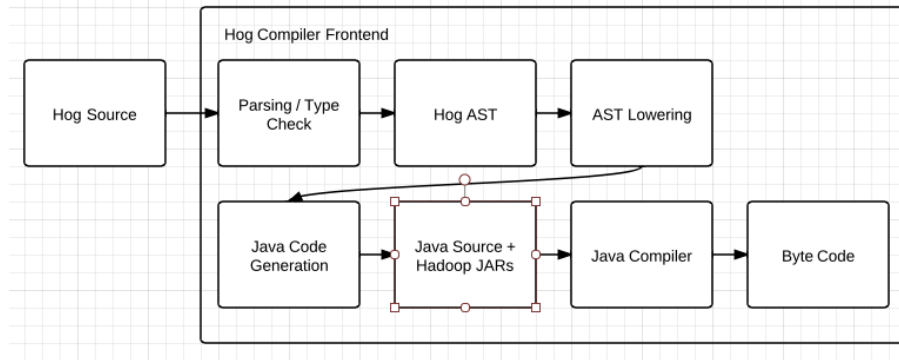 Hog Compiler Frontend
Hog Source
Parsing / Type
Check
Hog AST
AST Lowering
Java Code
Generation
Java Source +
Hadoop JARs
Java Compiler
Byte Code